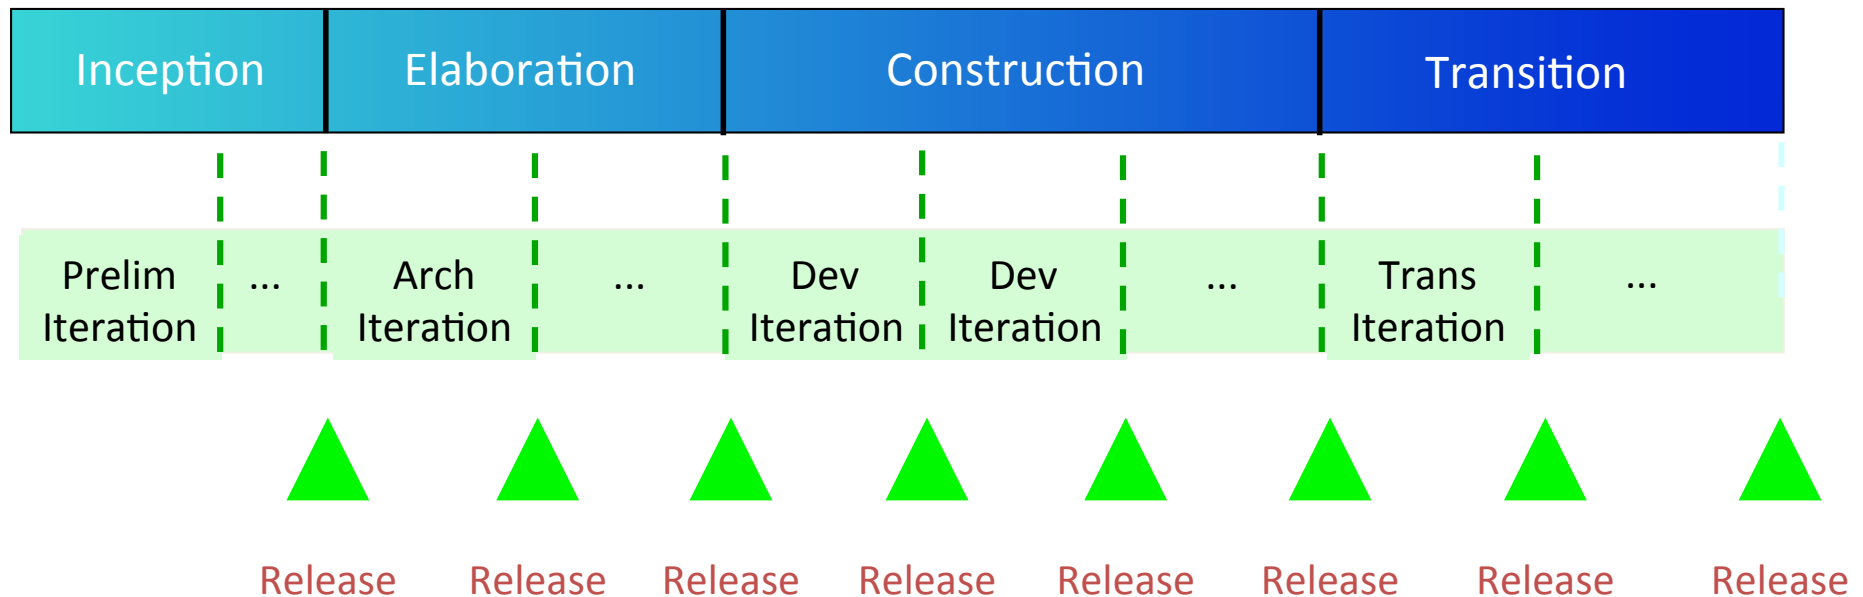 Inception Elaboration Construction Transition
Prelim ... Arch ... Dev Dev ... Trans ...
Iteration Iteration Iteration Iteration Iteration
Release Release Release Release Release Release Release Release